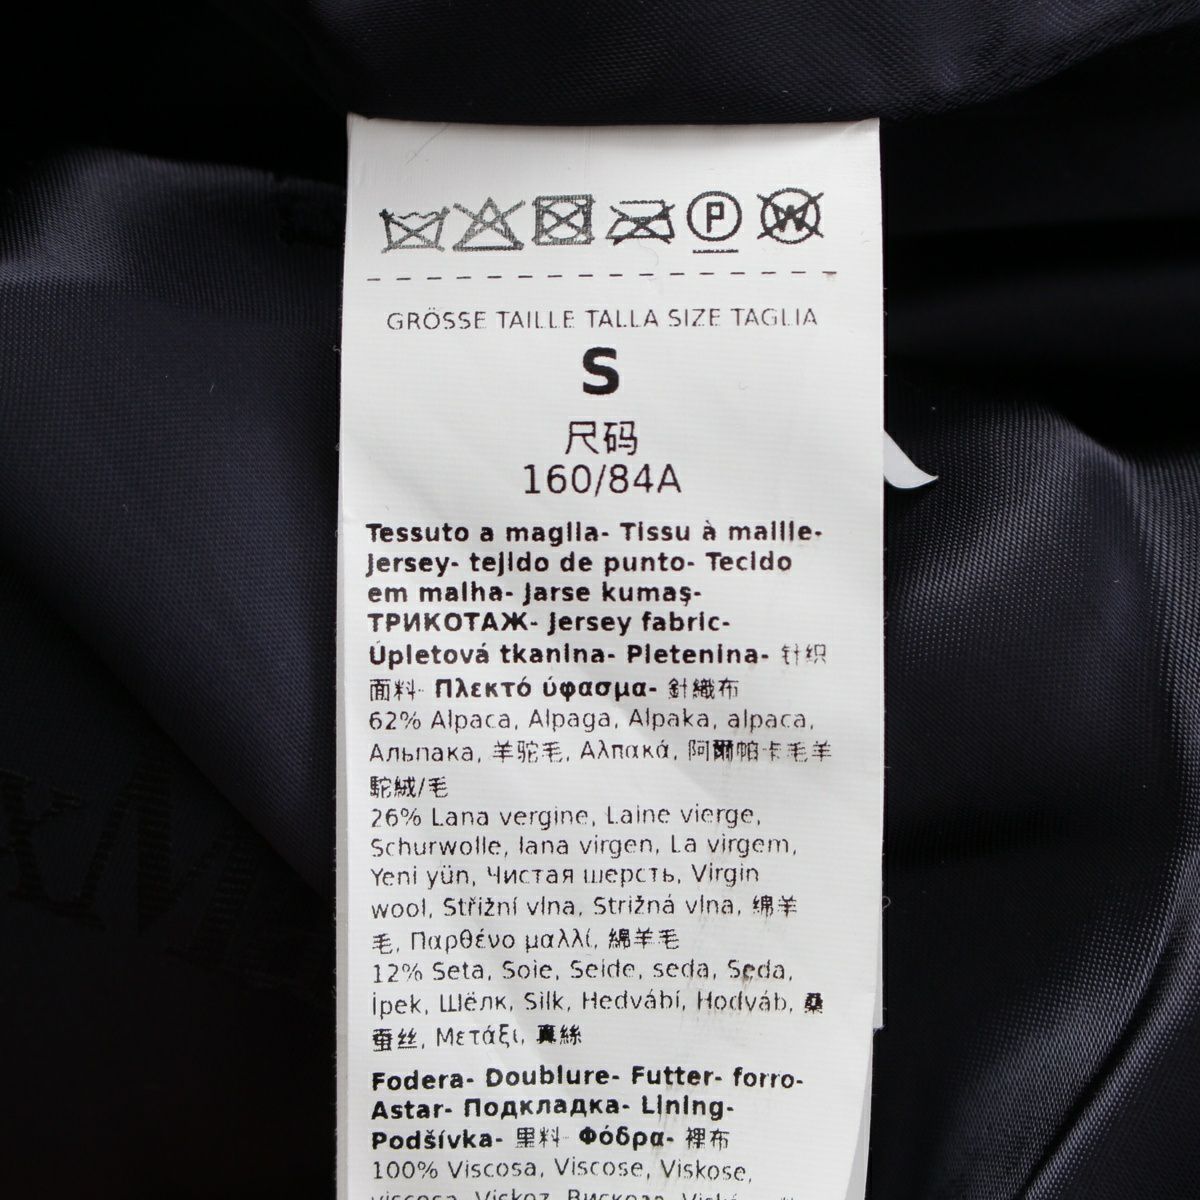 P
W
GRÖSSE TAILLE TALLA SIZE TAGLIA
S
尺码
160/84A
Tessuto a maglia- Tissu à maille-
Jersey- tejido de punto- Tecido
em malha- Jarse kumaş-
ТРИКОТАЖ- Jersey fabric-
Úpletová tkanina- Pletenina- 针织
面料- Πλεκτό ύφασμα- 針織布
62% Alpaca, Alpaga, Alpaka, alpaca,
Альпака, 羊驼毛, Αλπακά, 阿爾帕卡毛羊
駝絨/毛
26% Lana vergine, Laine vierge,
Schurwolle, lana virgen, La virgem,
Yeni yün, Чистая шерсть, Virgin
wool, Střižní vlna, Strižná vlna, 绵羊
毛, Παρθένο μαλλί, 綿羊毛
12% Seta, Soie, Seide, seda, Seda,
İpek, Шёлк, Silk, Hedvábí, Hodváb, 桑
蚕丝, Μετάξι, 真絲
Fodera- Doublure- Futter- forro-
Astar- Подкладка- Lining-
Podšívka- 里料- Φόδρα- 裡布
100% Viscosa, Viscose, Viskose,
viscosa, Viskoz, Вискоза,